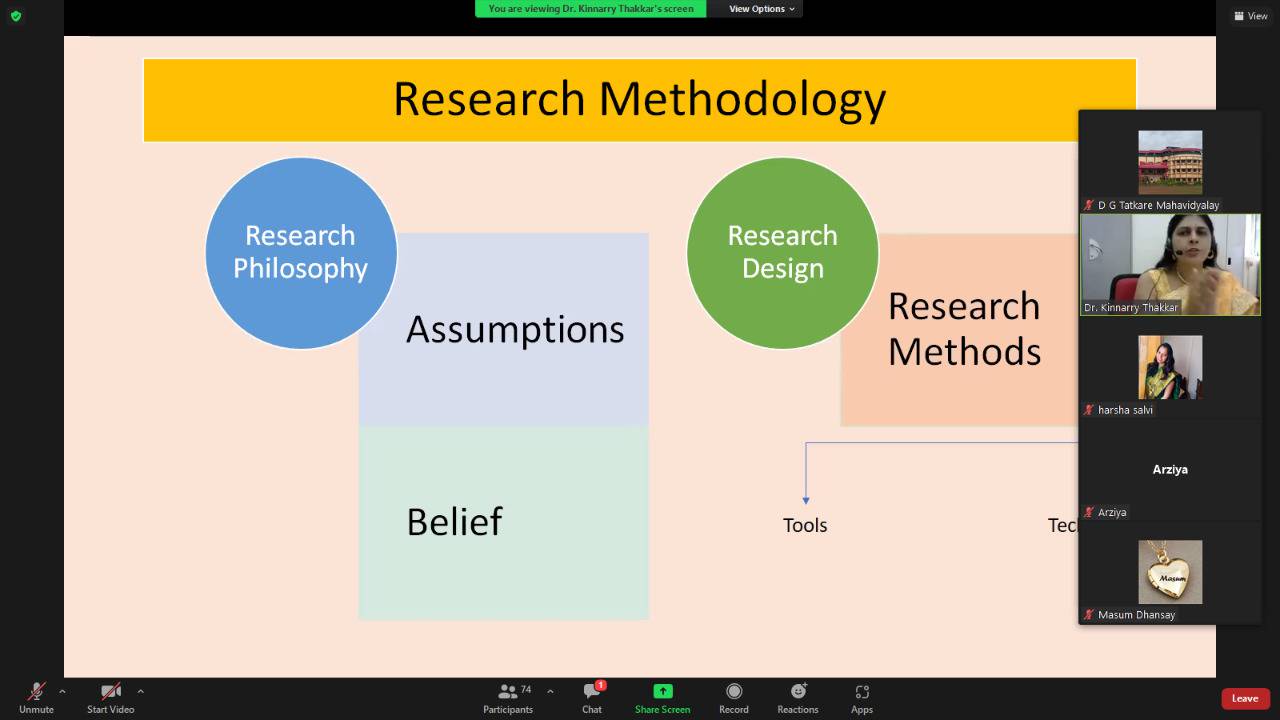 You are viewing Dr. Kinnarry Thakkar's screen
View Options
View
Research Methodology
Research
Philosophy
Assumptions
Belief
Research
Design
Research
Methods
Tools
D G Tatkare Mahavidyalay
Dr. Kinnarry Thakkar
harsha salvi
Arziya
Arziya
Masum
Masum Dhansay
Unmute
Start Video
74
Participants
1
Chat
Share Screen
Record
Reactions
Apps
Leave